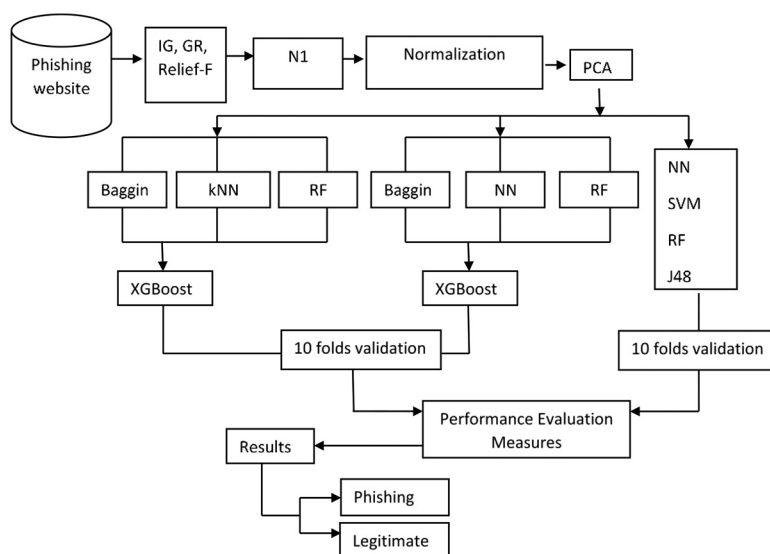 Phishing
website
IG, GR,
Relief-F
N1
Normalization
PCA
Baggin
kNN
RF
Baggin
NN
RF
NN
SVM
RF
J48
XGBoost
XGBoost
10 folds validation
10 folds validation
Performance Evaluation
Measures
Results
Phishing
Legitimate